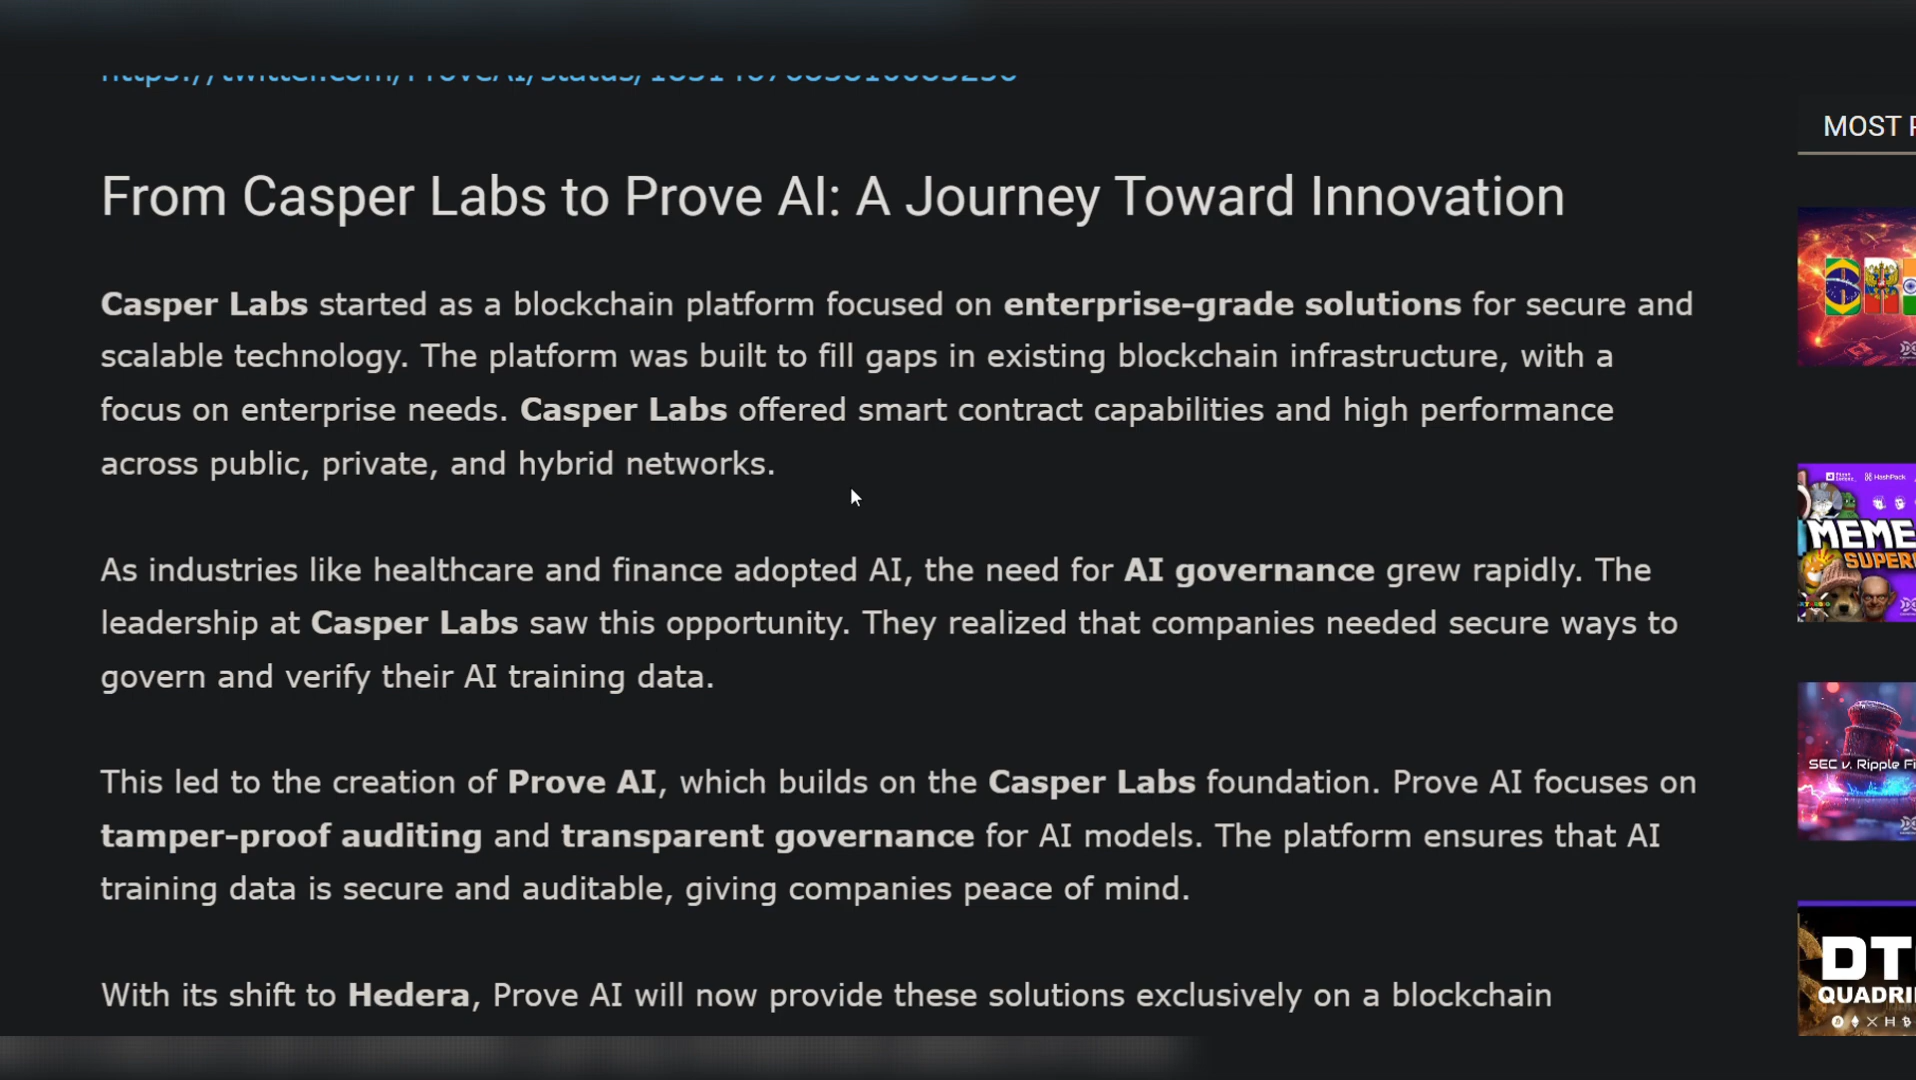 From Casper Labs to Prove AI: A Journey Toward Innovation
Casper Labs started as a blockchain platform focused on enterprise-grade solutions for secure and
scalable technology. The platform was built to fill gaps in existing blockchain infrastructure, with a
focus on enterprise needs. Casper Labs offered smart contract capabilities and high performance
across public, private, and hybrid networks.
As industries like healthcare and finance adopted AI, the need for AI governance grew rapidly. The
leadership at Casper Labs saw this opportunity. They realized that companies needed secure ways to
govern and verify their AI training data.
This led to the creation of Prove AI, which builds on the Casper Labs foundation. Prove AI focuses on
tamper-proof auditing and transparent governance for AI models. The platform ensures that AI
training data is secure and auditable, giving companies peace of mind.
With its shift to Hedera, Prove AI will now provide these solutions exclusively on a blockchain
MOST
HashPack
MEME
SEC v. Ripple